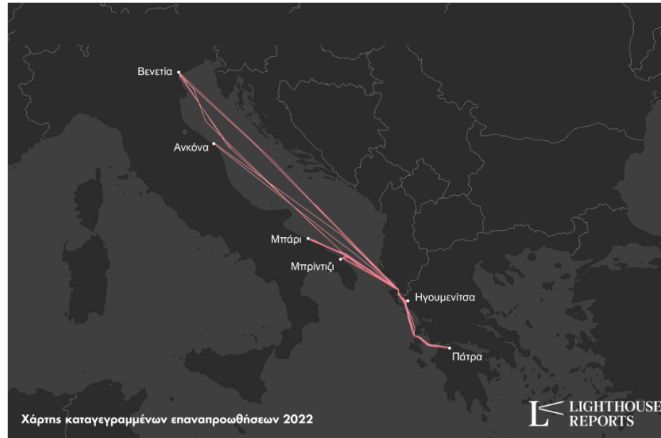 Βενετία
Ανκόνα
Μπάρι
Μπρίντιζι
Ηγουμενίτσα
Πάτρα
Χάρτης καταγεγραμμένων επαναπροωθήσεων 2022
LIGHTHOUSE
REPORTS